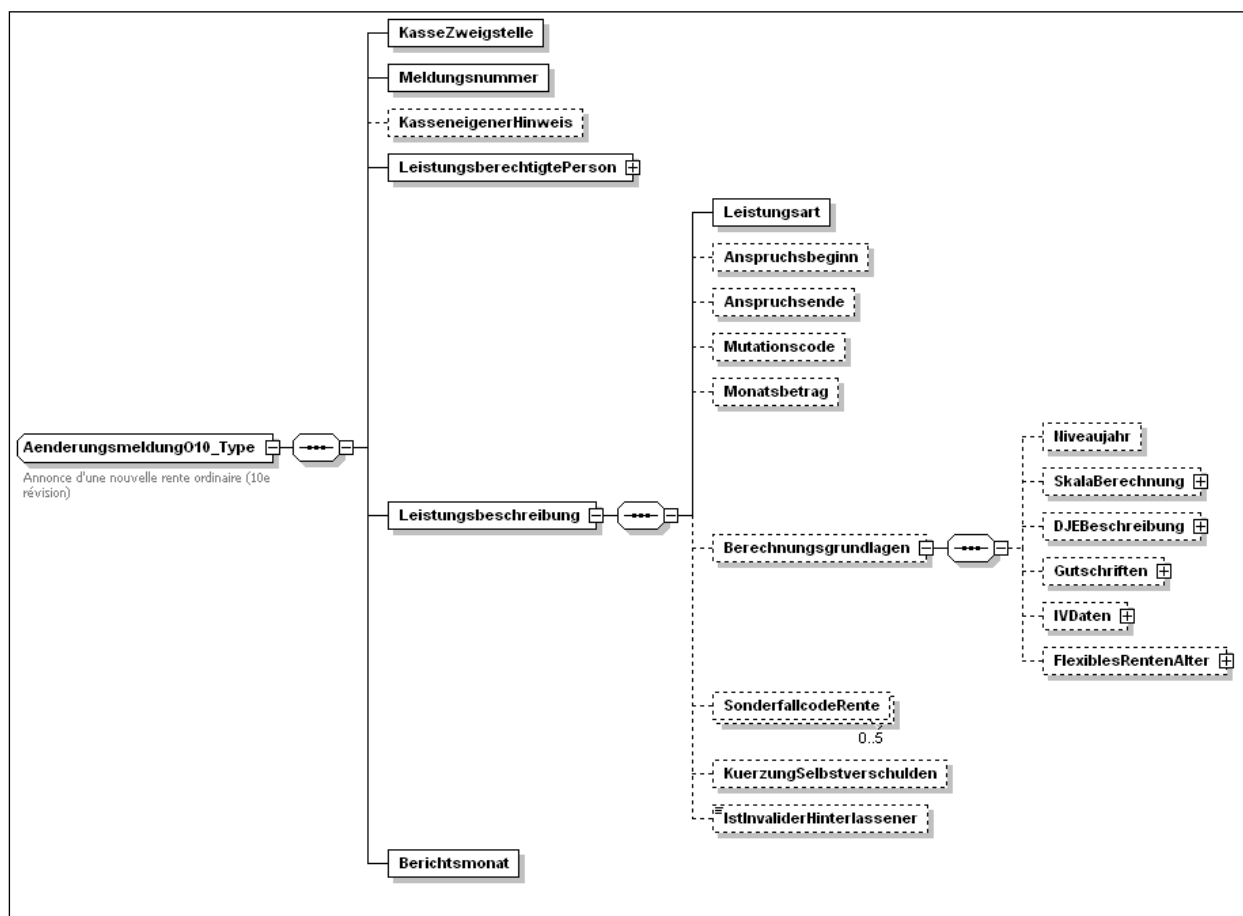 KasseZweigstelle
Meldungsnummer
KasseneigenerHinweis
LeistungsberechtigtePerson
Leistungsart
Anspruchsbeginn
Anspruchsende
Mutationscode
Monatsbetrag
AenderungsmeldungO10_Type
Annonce d'une nouvelle rente ordinaire (10e
révision)
Leistungsbeschreibung
Berechnungsgrundlagen
Niveaujahr
SkalaBerechnung
DJEBeschreibung
Gutschriften
IVDaten
FlexiblesRentenAlter
SonderfallcodeRente
0..5
KuerzungSelbstverschulden
IstInvaliderHinterlassener
Berichtsmonat